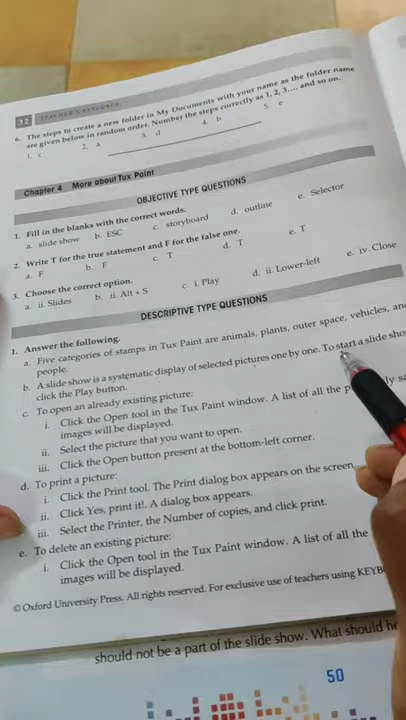 32 TEACHER'S RESOURCE
6. The steps to create a new folder in My Documents with your name as the folder name
are given below in random order. Number the steps correctly as 1, 2, 3.... and so on.
1. c 2. a 3. d 4. b 5. e
Chapter 4 More about Tux Paint
OBJECTIVE TYPE QUESTIONS
1. Fill in the blanks with the correct words.
a. slide show b. ESC c. storyboard d. outline e. Selector
2. Write T for the true statement and F for the false one.
a. F b. F c. T d. T e. T
3. Choose the correct option.
a. ii. Slides b. ii. Alt + S c. i. Play d. ii. Lower-left e. iv. Close
DESCRIPTIVE TYPE QUESTIONS
1. Answer the following.
a. Five categories of stamps in Tux Paint are animals, plants, outer space, vehicles, and
people.
b. A slide show is a systematic display of selected pictures one by one. To start a slide sho
click the Play button.
c. To open an already existing picture:
i. Click the Open tool in the Tux Paint window. A list of all the
images will be displayed.
ii. Select the picture that you want to open.
iii. Click the Open button present at the bottom-left corner.
d. To print a picture:
i. Click the Print tool. The Print dialog box appears on the screen
ii. Click Yes, print it!. A dialog box appears.
iii. Select the Printer, the Number of copies, and click print.
e. To delete an existing picture:
i. Click the Open tool in the Tux Paint window. A list of all the
images will be displayed.
© Oxford University Press. All rights reserved. For exclusive use of teachers using KEYB
should not be a part of the slide show. What should he
50